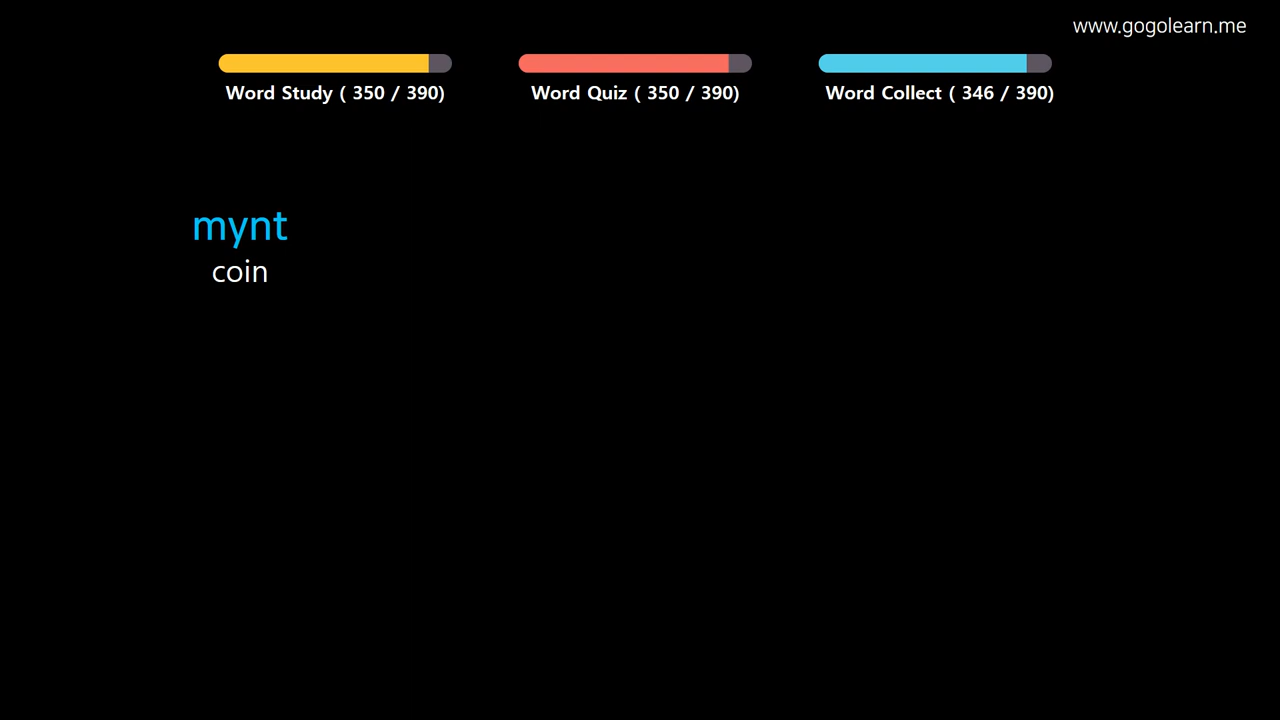 www.gogolearn.me
Word Study ( 350 / 390)
Word Quiz ( 350 / 390)
Word Collect ( 346 / 390)
mynt
coin